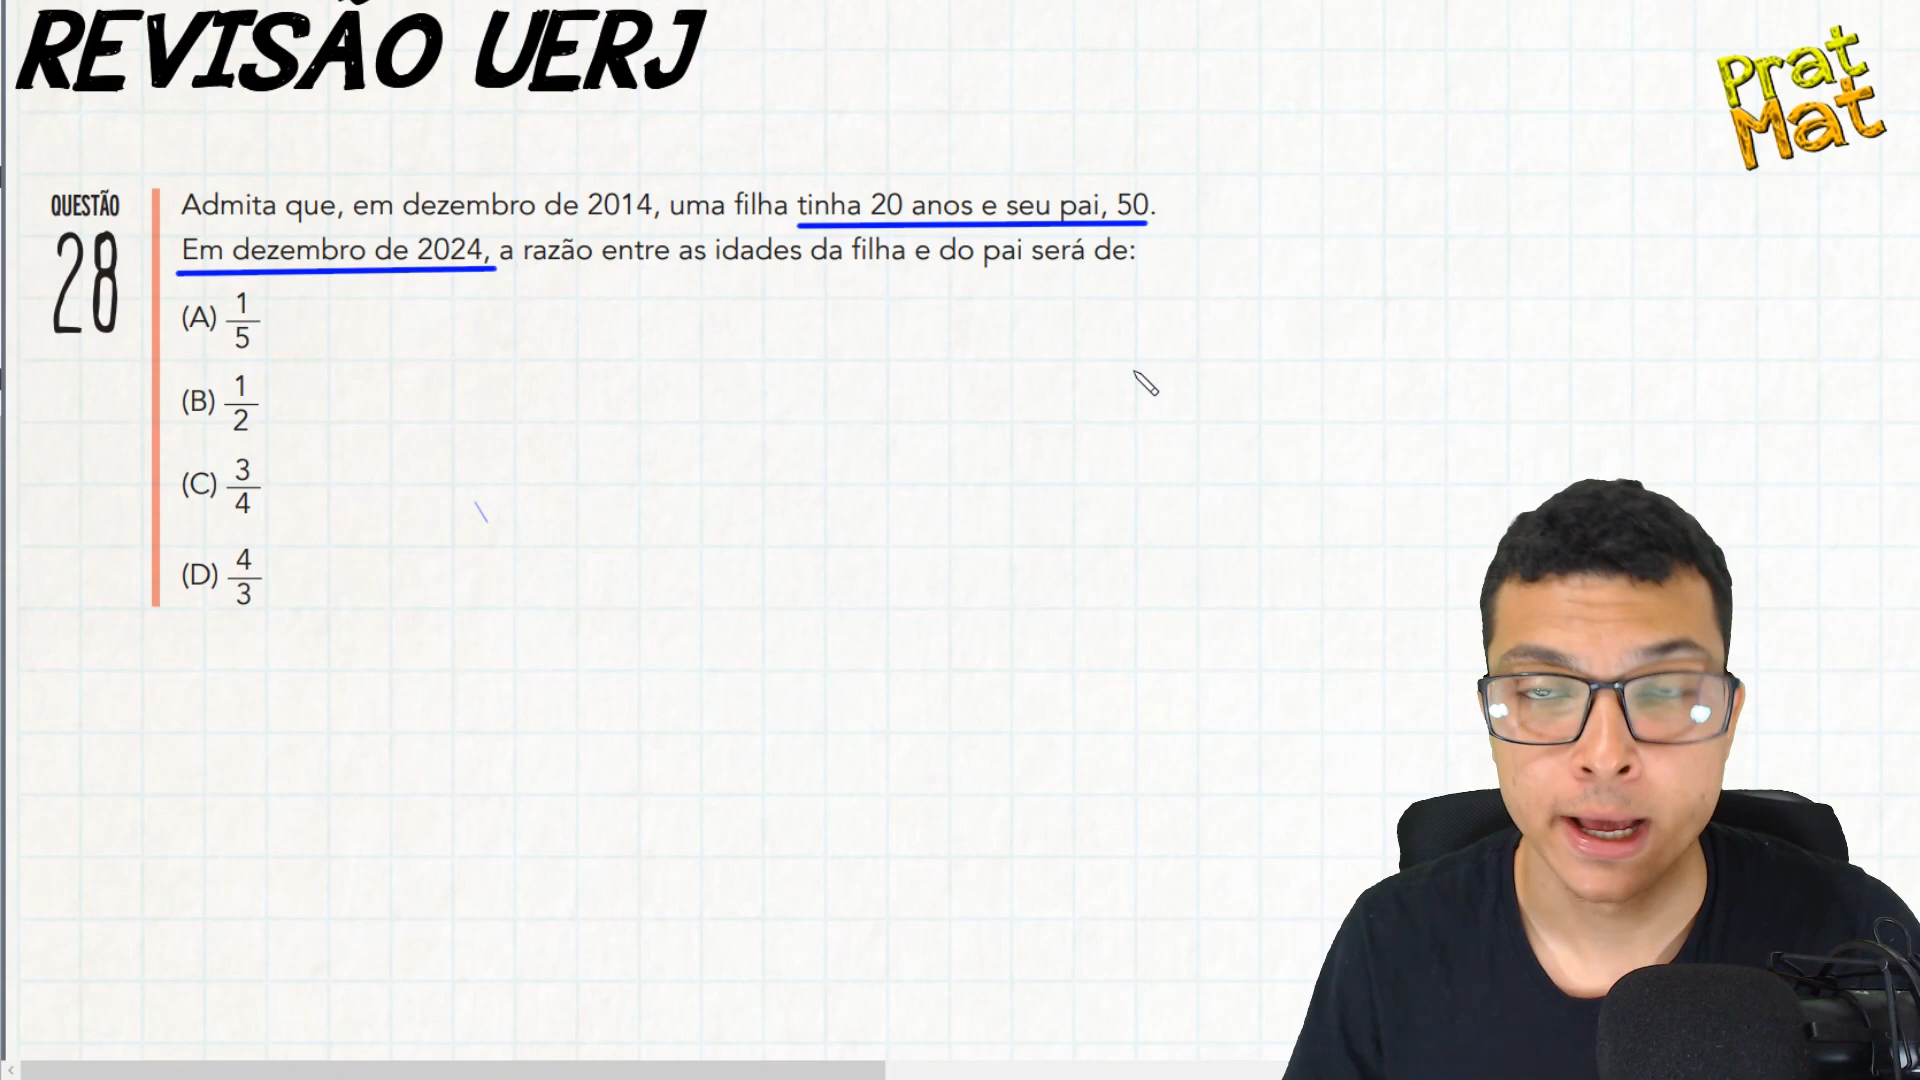 REVISÃO UERJ
Prat
Mat
QUESTÃO
28
Admita que, em dezembro de 2014, uma filha tinha 20 anos e seu pai, 50.
Em dezembro de 2024, a razão entre as idades da filha e do pai será de:
(A) 1/5
(B) 1/2
(C) 3/4
(D) 4/3